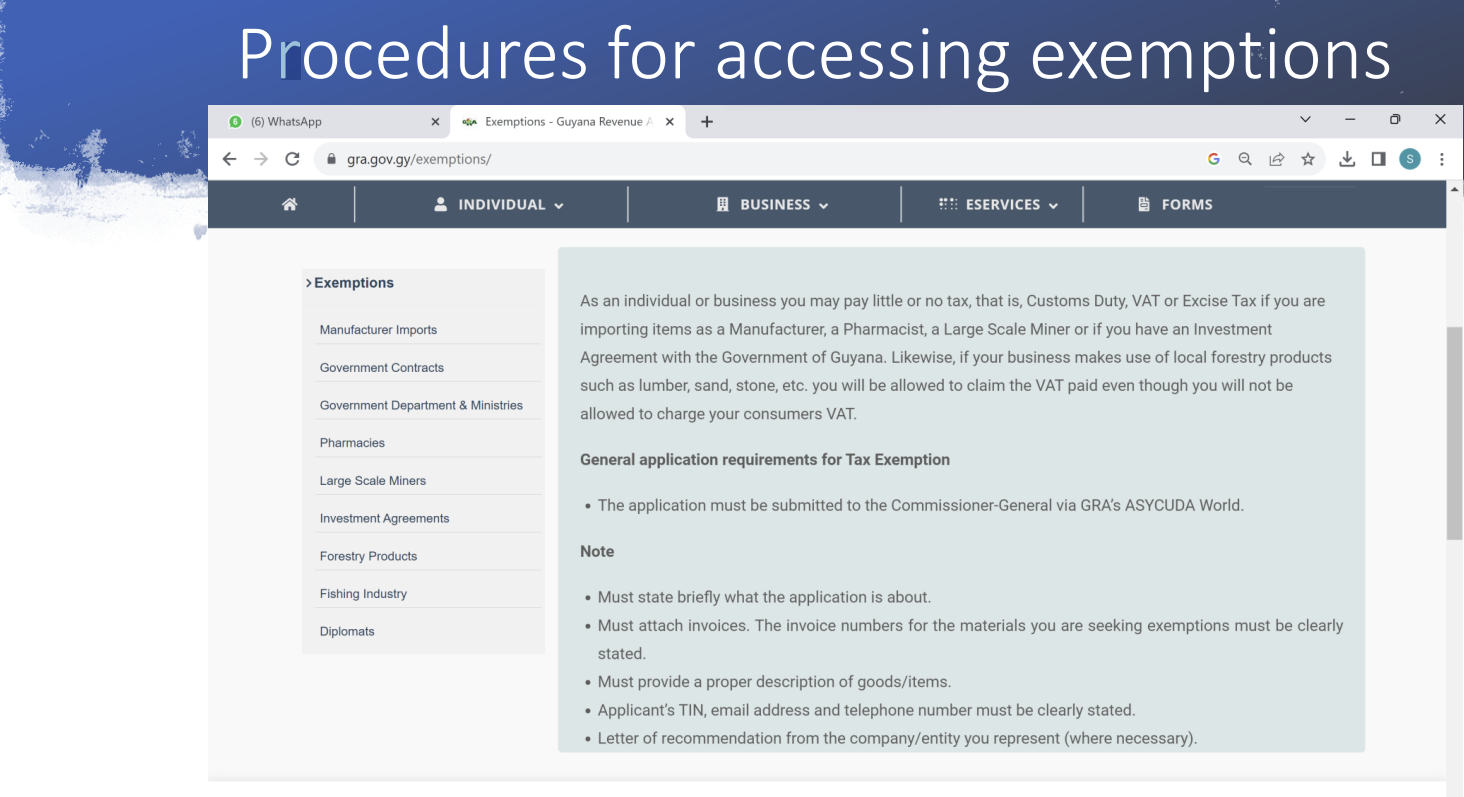 Procedures for accessing exemptions
6 (6) WhatsApp
Exemptions - Guyana Revenue A
gra.gov.gy/exemptions/
G
S
INDIVIDUAL
BUSINESS
ESERVICES
FORMS
Exemptions
Manufacturer Imports
Government Contracts
Government Department & Ministries
Pharmacies
Large Scale Miners
Investment Agreements
Forestry Products
Fishing Industry
Diplomats
As an individual or business you may pay little or no tax, that is, Customs Duty, VAT or Excise Tax if you are
importing items as a Manufacturer, a Pharmacist, a Large Scale Miner or if you have an Investment
Agreement with the Government of Guyana. Likewise, if your business makes use of local forestry products
such as lumber, sand, stone, etc. you will be allowed to claim the VAT paid even though you will not be
allowed to charge your consumers VAT.
General application requirements for Tax Exemption
• The application must be submitted to the Commissioner-General via GRA's ASYCUDA World.
Note
• Must state briefly what the application is about.
• Must attach invoices. The invoice numbers for the materials you are seeking exemptions must be clearly
stated.
• Must provide a proper description of goods/items.
• Applicant's TIN, email address and telephone number must be clearly stated.
• Letter of recommendation from the company/entity you represent (where necessary).